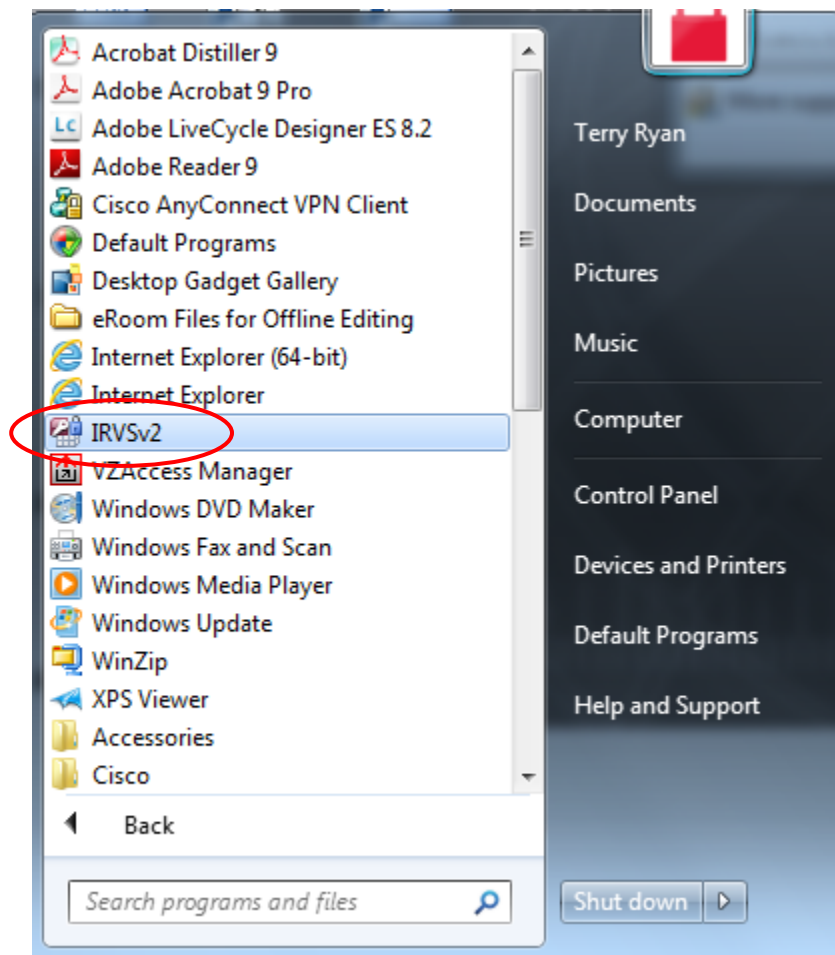 Acrobat Distiller 9
Adobe Acrobat 9 Pro
LC Adobe LiveCycle Designer ES 8.2
Adobe Reader 9
Cisco AnyConnect VPN Client
Default Programs
Desktop Gadget Gallery
eRoom Files for Offline Editing
Internet Explorer (64-bit)
Internet Explorer
IRVSv2
VZAccess Manager
Windows DVD Maker
Windows Fax and Scan
Windows Media Player
Windows Update
WinZip
XPS Viewer
Accessories
Cisco
Back
Search programs and files
Terry Ryan
Documents
Pictures
Music
Computer
Control Panel
Devices and Printers
Default Programs
Help and Support
Shut down